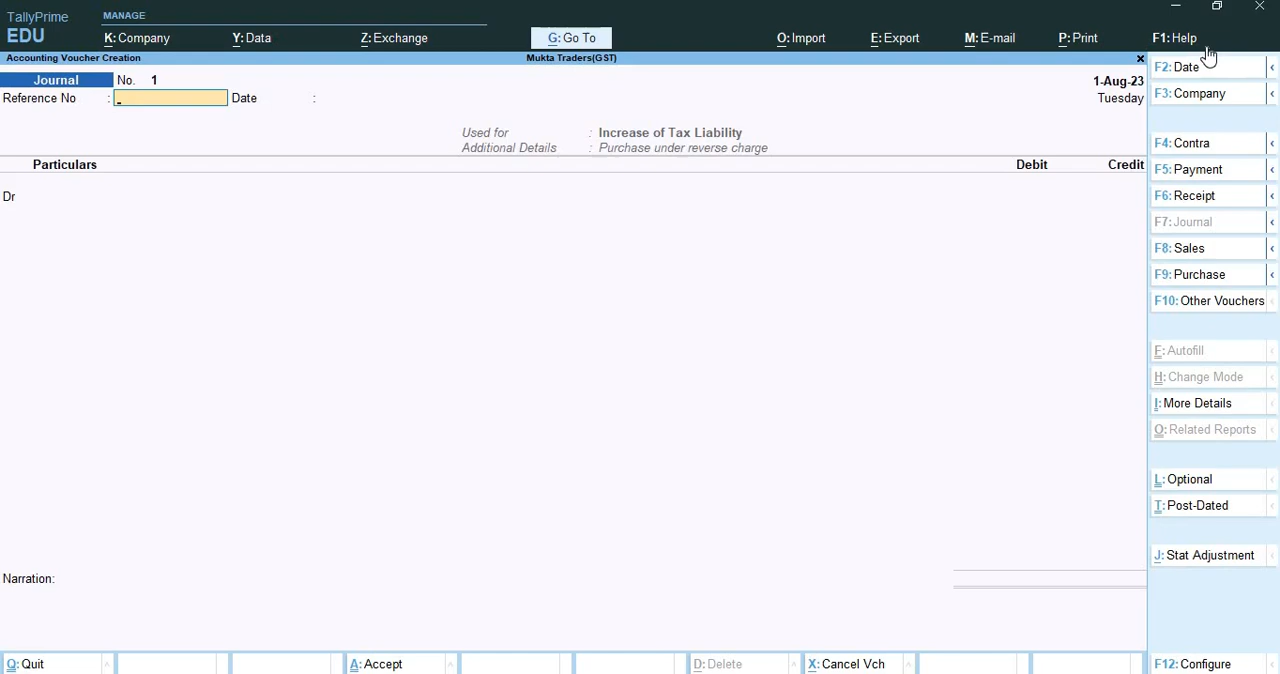 TallyPrime
EDU
MANAGE
K: Company
Y: Data
Z: Exchange
G: Go To
O: Import
E: Export
M: E-mail
P: Print
F1: Help
Accounting Voucher Creation
Mukta Traders(GST)
Journal No. 1
1-Aug-23
Reference No :
Date :
Tuesday
Used for : Increase of Tax Liability
Additional Details : Purchase under reverse charge
Particulars
Debit
Credit
Dr
Narration:
F2: Date
F3: Company
F4: Contra
F5: Payment
F6: Receipt
F7: Journal
F8: Sales
F9: Purchase
F10: Other Vouchers
F: Autofill
H: Change Mode
I: More Details
O: Related Reports
L: Optional
T: Post-Dated
J: Stat Adjustment
Q: Quit
A: Accept
D: Delete
X: Cancel Vch
F12: Configure